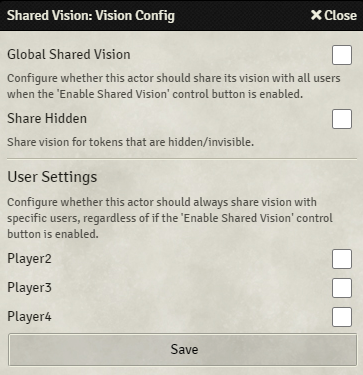 Shared Vision: Vision Config
Close
Global Shared Vision
Configure whether this actor should share its vision with all users
when the 'Enable Shared Vision' control button is enabled.
Share Hidden
Share vision for tokens that are hidden/invisible.
User Settings
Configure whether this actor should always share vision with
specific users, regardless of if the 'Enable Shared Vision' control
button is enabled.
Player2
Player3
Player4
Save